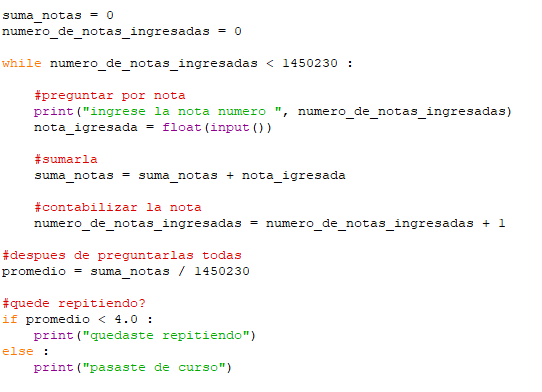 suma_notas = 0
numero_de_notas_ingresadas = 0
while numero_de_notas_ingresadas < 1450230 :
#preguntar por nota
print("ingrese la nota numero ", numero_de_notas_ingresadas)
nota_igresada = float(input())
#sumarla
suma_notas = suma_notas + nota_igresada
#contabilizar la nota
numero_de_notas_ingresadas = numero_de_notas_ingresadas + 1
#despues de preguntarlas todas
promedio = suma_notas / 1450230
#quede repitiendo?
if promedio < 4.0 :
print("quedaste repitiendo")
else :
print("pasaste de curso")